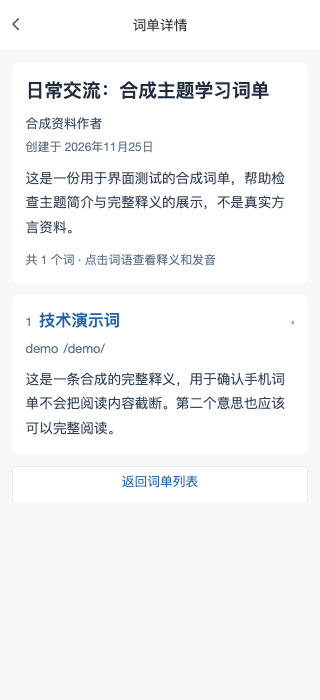 词单详情
日常交流：合成主题学习词单
合成资料作者
创建于 2026年11月25日
这是一份用于界面测试的合成词单，帮助检
查主题简介与完整释义的展示，不是真实方
言资料。
共 1 个词 · 点击词语查看释义和发音
1 技术演示词 ›
demo /demo/
这是一条合成的完整释义，用于确认手机词
单不会把阅读内容截断。第二个意思也应该
可以完整阅读。
返回词单列表